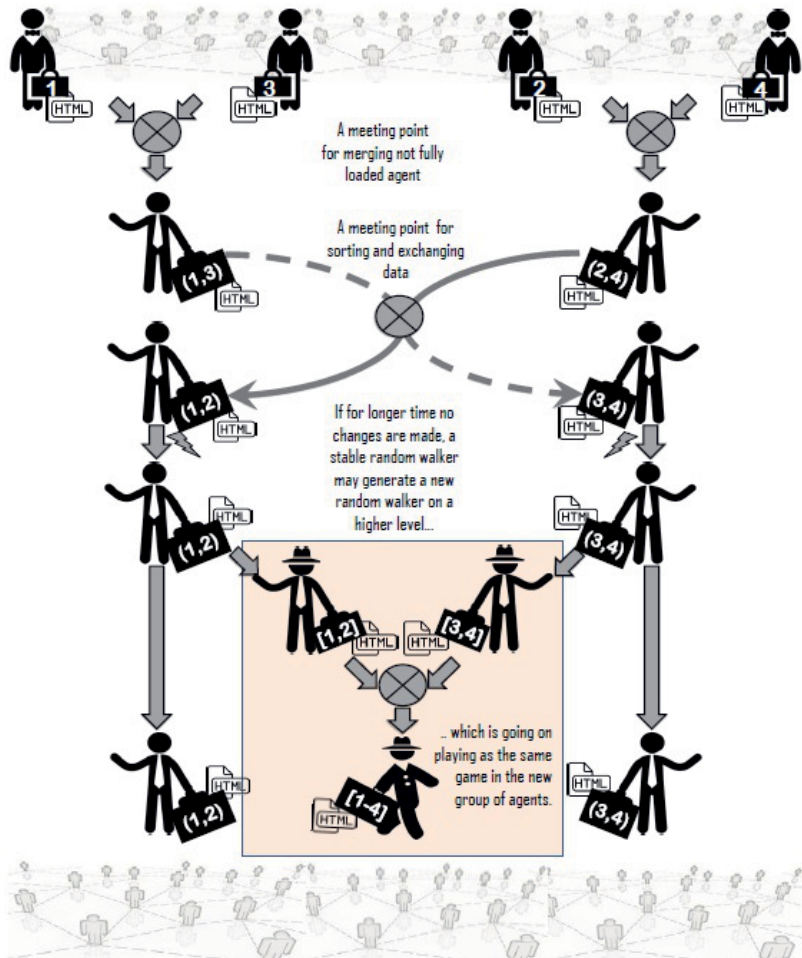 1
HTML
3
HTML
2
HTML
4
HTML
A meeting point
for merging not fully
loaded agent
(1,3)
HTML
A meeting point for
sorting and exchanging
data
(2,4)
HTML
(1,2)
HTML
(3,4)
HTML
If for longer time no
changes are made, a
stable random walker
may generate a new
random walker on a
higher level...
(1,2)
HTML
(3,4)
HTML
[1,2]
HTML
[3,4]
HTML
.. which is going on
playing as the same
game in the new
group of agents.
(1,2)
HTML
[1-4]
HTML
(3,4)
HTML